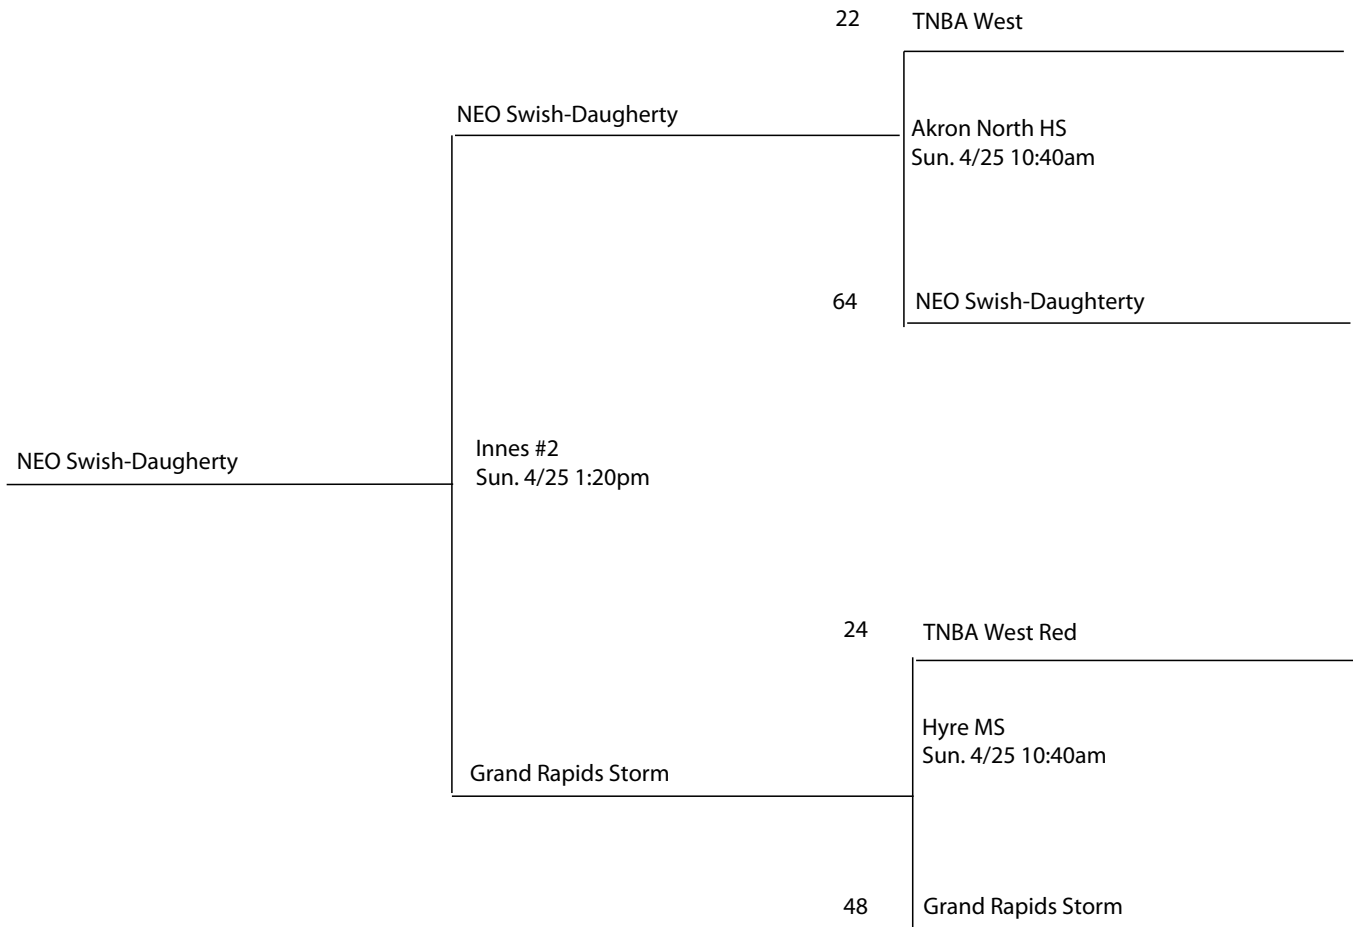 22 TNBA West
NEO Swish-Daugherty
Akron North HS
Sun. 4/25 10:40am
64 NEO Swish-Daughterty
NEO Swish-Daugherty
Innes #2
Sun. 4/25 1:20pm
24 TNBA West Red
Hyre MS
Sun. 4/25 10:40am
Grand Rapids Storm
48 Grand Rapids Storm